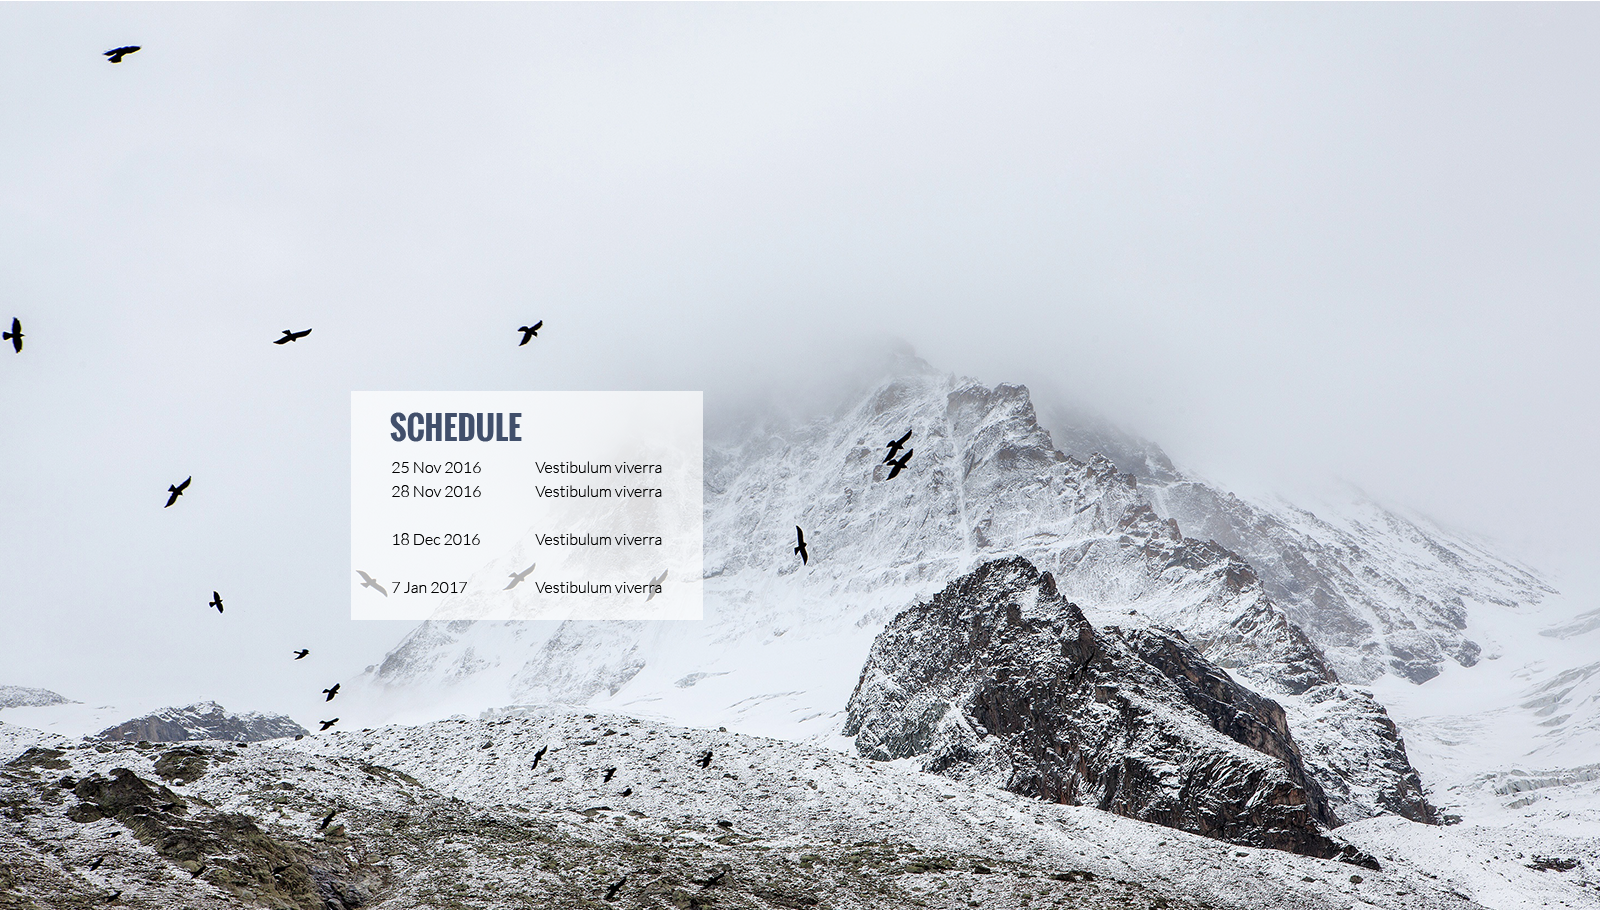 SCHEDULE
25 Nov 2016 Vestibulum viverra
28 Nov 2016 Vestibulum viverra
18 Dec 2016 Vestibulum viverra
7 Jan 2017 Vestibulum viverra